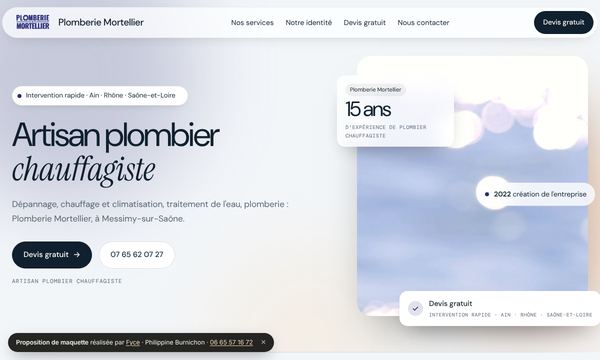 PLOMBERIE
MORTELLIER
Plomberie Mortellier
Nos services
Notre identité
Devis gratuit
Nous contacter
Devis gratuit
Intervention rapide · Ain · Rhône · Saône-et-Loire
Artisan plombier
chauffagiste
Dépannage, chauffage et climatisation, traitement de l'eau, plomberie :
Plomberie Mortellier, à Messimy-sur-Saône.
Devis gratuit →
07 65 62 07 27
ARTISAN PLOMBIER CHAUFFAGISTE
Plomberie Mortellier
15 ans
D'EXPÉRIENCE DE PLOMBIER
CHAUFFAGISTE
2022 création de l'entreprise
Devis gratuit
INTERVENTION RAPIDE · AIN · RHÔNE · SAÔNE-ET-LOIRE
Proposition de maquette réalisée par Fyce · Philippine Burnichon · 06 65 57 16 72 ×